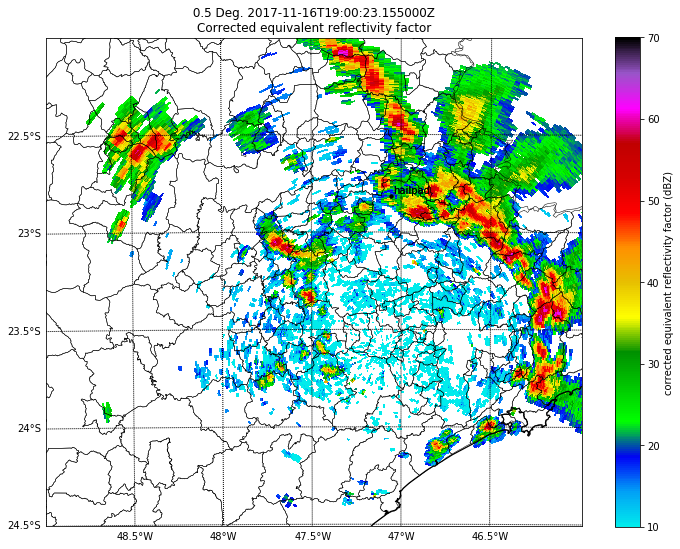 0.5 Deg. 2017-11-16T19:00:23.155000Z
Corrected equivalent reflectivity factor
22.5°S
23°S
23.5°S
24°S
24.5°S
48.5°W
48°W
47.5°W
47°W
46.5°W
hailpad
70
60
50
40
30
20
10
corrected equivalent reflectivity factor (dBZ)